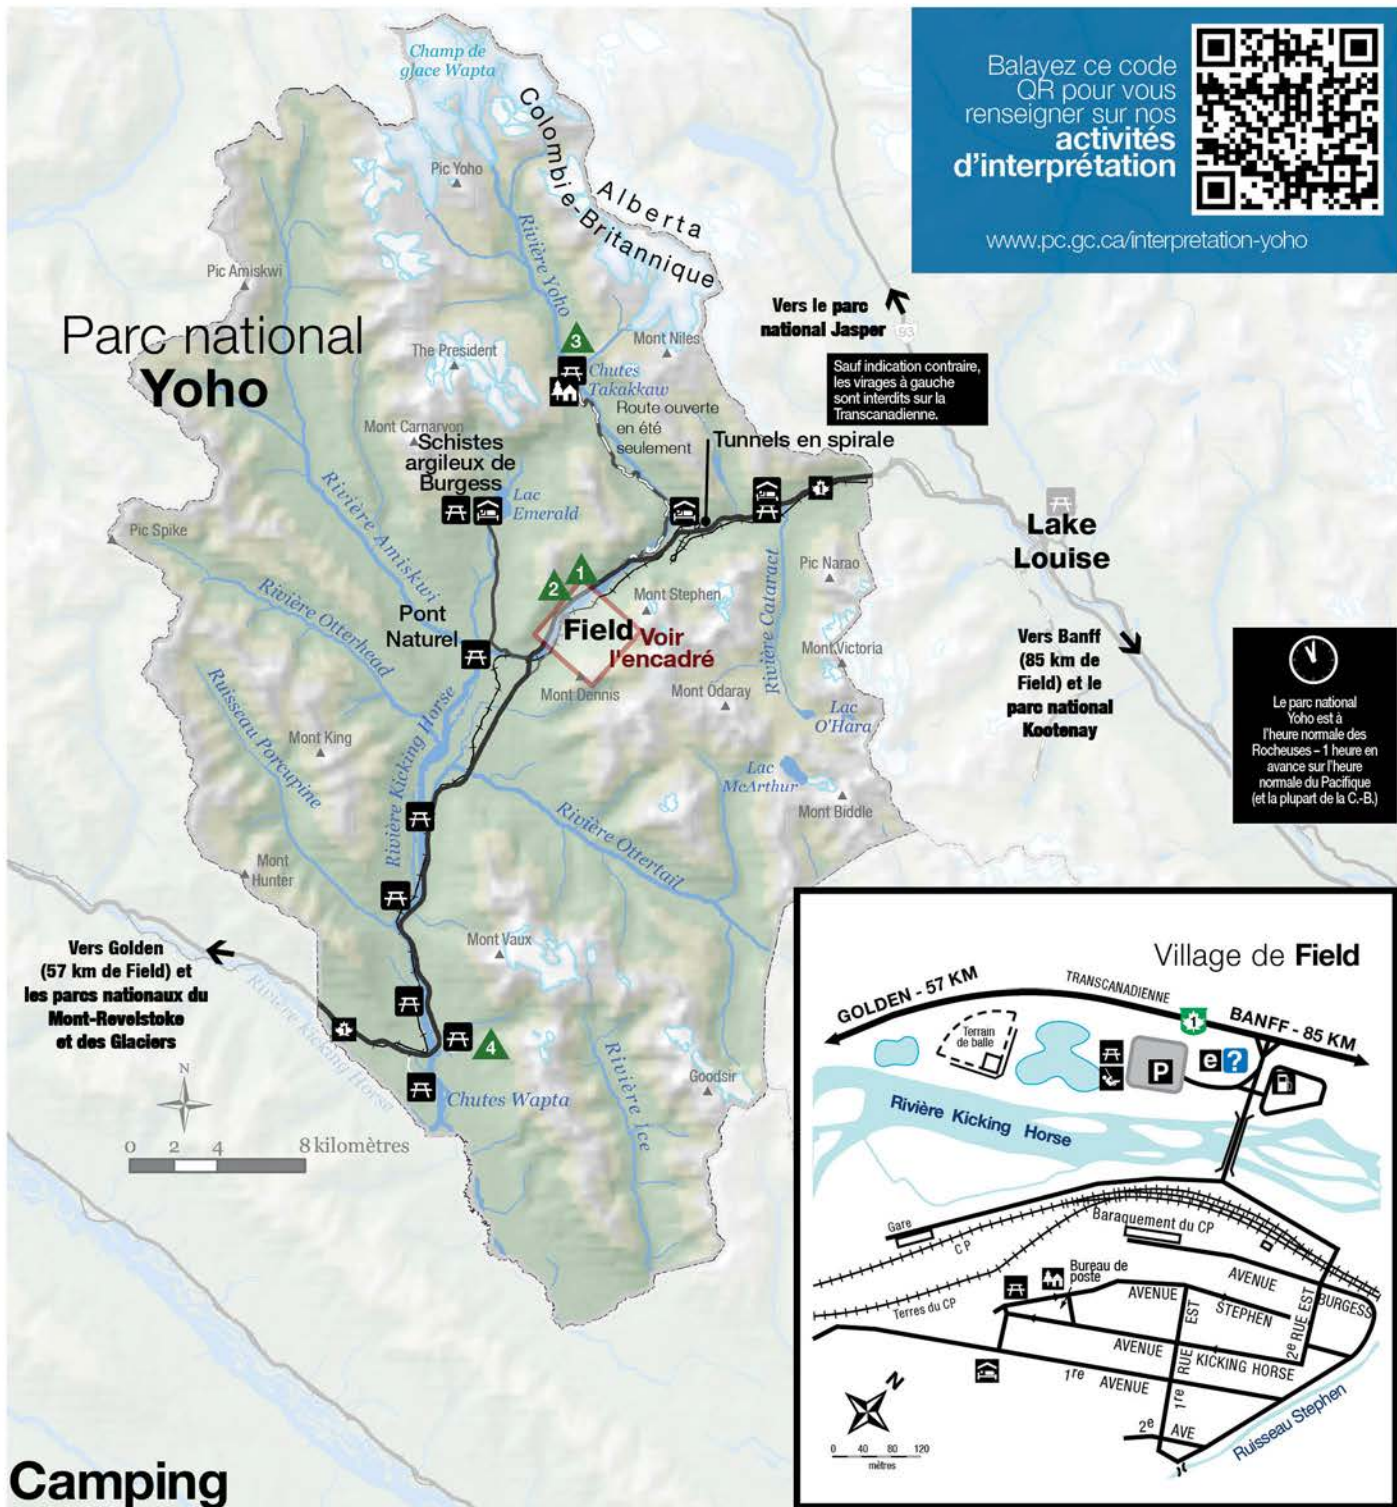 Champ de
glace Wapta
Colombie-Britannique
Alberta
Balayez ce code
QR pour vous
renseigner sur nos
activités
d'interprétation
www.pc.gc.ca/interpretation-yoho
Pic Yoho
Rivière Yoho
Pic Amiskwi
Parc national
Yoho
Vers le parc
national Jasper
93
The President
3
Mont Niles
Chutes
Takakkaw
Sauf indication contraire,
les virages à gauche
sont interdits sur la
Transcanadienne.
Route ouverte
en été
seulement
Mont Carnarvon
Schistes
argileux de
Burgess
Tunnels en spirale
Lac
Emerald
1
Lake
Louise
Pic Spike
Rivière Amiskwi
Rivière Otterhead
Pont
Naturel
2
1
Field
Voir
l'encadré
Mont Stephen
Pic Narao
Rivière Cataract
Mont Victoria
Mont Dennis
Mont Odaray
Lac
O'Hara
Vers Banff
(85 km de
Field) et le
parc national
Kootenay
Le parc national
Yoho est à
l'heure normale des
Rocheuses – 1 heure en
avance sur l'heure
normale du Pacifique
(et la plupart de la C.-B.)
Ruisseau Porcupine
Mont King
Rivière Kicking Horse
Lac
McArthur
Mont Biddle
Rivière Ottertail
Mont
Hunter
Mont Vaux
Vers Golden
(57 km de Field) et
les parcs nationaux du
Mont-Revelstoke
et des Glaciers
Rivière Kicking Horse
1
4
Chutes Wapta
Rivière Ice
Goodsir
N
0 2 4 8 kilomètres
Village de Field
GOLDEN - 57 KM
TRANSCANADIENNE
1
BANFF - 85 KM
Terrain
de balle
P
e ?
Rivière Kicking Horse
Gare
CP
Baraquement du CP
Bureau de
poste
Terres du CP
AVENUE BURGESS
AVENUE STEPHEN
AVENUE KICKING HORSE
1re AVENUE
2e AVE
1re RUE EST
2e RUE EST
Ruisseau Stephen
N
0 40 80 120
mètres
Camping